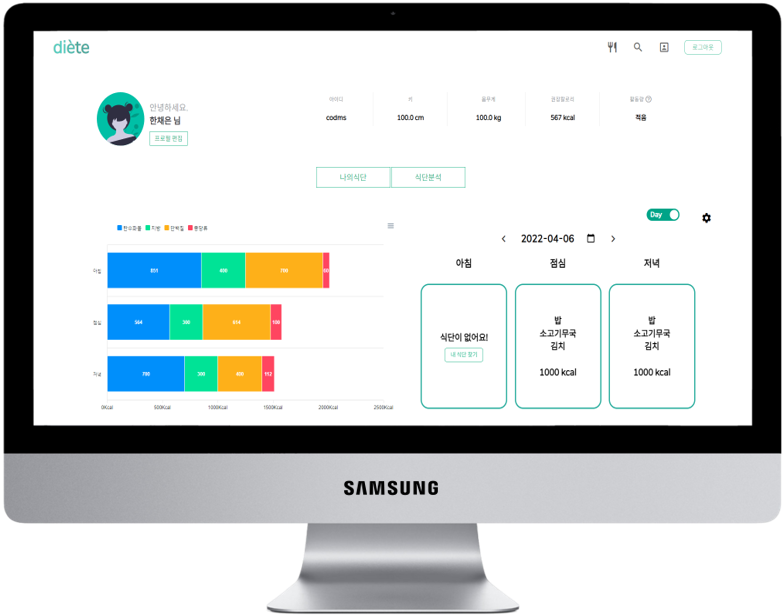 diète
로그아웃
안녕하세요.
한채은 님
프로필 편집
아이디
키
몸무게
권장칼로리
활동량
codms
100.0 cm
100.0 kg
567 kcal
적음
나의식단
식단분석
탄수화물 지방 단백질 총당류
아침
851
400
700
60
점심
564
300
614
100
저녁
700
300
400
112
0Kcal 500Kcal 1000Kcal 1500Kcal 2000Kcal 2500Kcal
Day
2022-04-06
아침 점심 저녁
식단이 없어요!
내 식단 찾기
밥
소고기무국
김치
1000 kcal
밥
소고기무국
김치
1000 kcal
SAMSUNG